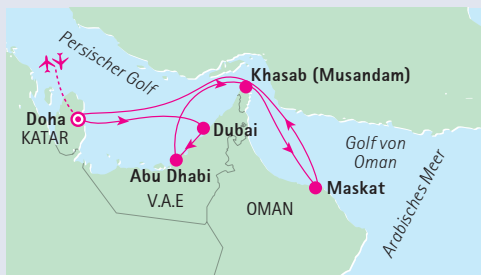 Persischer Golf
Khasab (Musandam)
Doha
KATAR
Dubai
Golf von
Oman
Abu Dhabi
V.A.E
OMAN
Maskat
Arabisches Meer